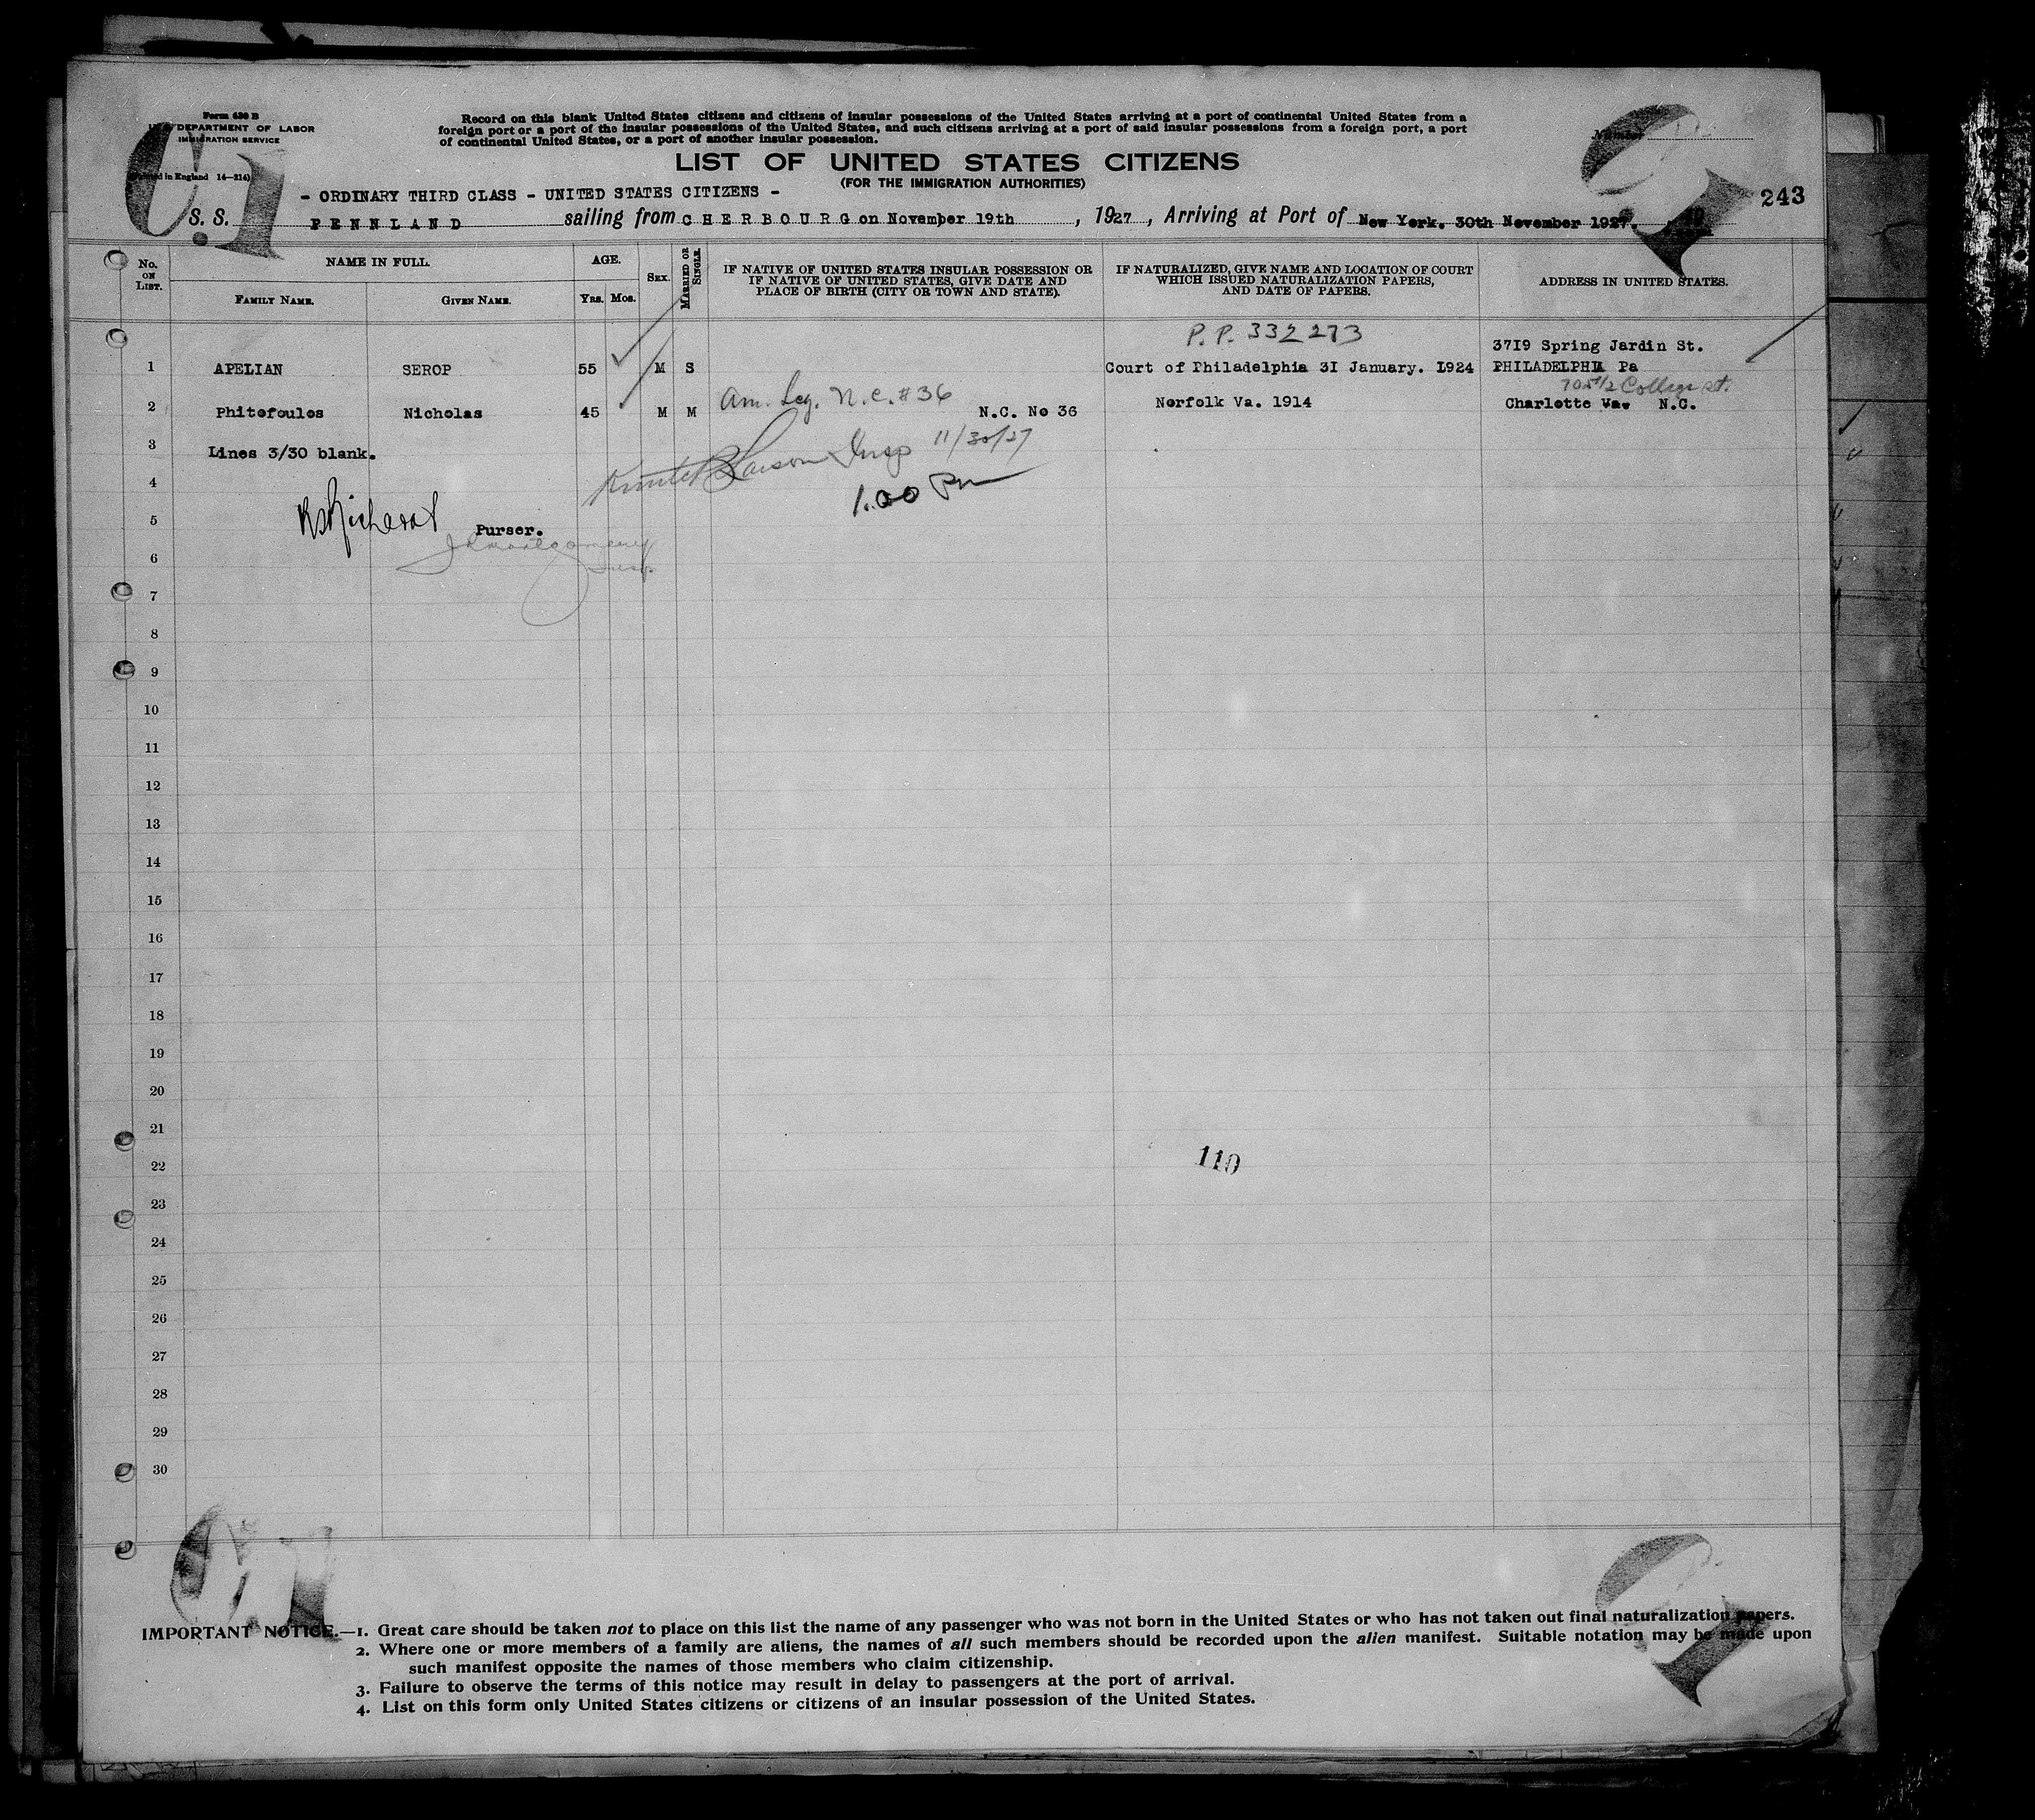 Form 630 B
U.S. DEPARTMENT OF LABOR
IMMIGRATION SERVICE
(Printed in England 14—214)
Record on this blank United States citizens and citizens of insular possessions of the United States arriving at a port of continental United States from a
foreign port or a port of the insular possessions of the United States, and such citizens arriving at a port of said insular possessions from a foreign port, a port
of continental United States, or a port of another insular possession.
Number
LIST OF UNITED STATES CITIZENS
(FOR THE IMMIGRATION AUTHORITIES)
243
- ORDINARY THIRD CLASS - UNITED STATES CITIZENS -
S. S. PENNLAND sailing from CHERBOURG on November 19th, 1927, Arriving at Port of New York. 30th November 1927.
No. ON LIST.
NAME IN FULL.
FAMILY NAME. GIVEN NAME.
AGE.
YRS. MOS.
SEX.
MARRIED OR SINGLE.
IF NATIVE OF UNITED STATES INSULAR POSSESSION OR
IF NATIVE OF UNITED STATES, GIVE DATE AND
PLACE OF BIRTH (CITY OR TOWN AND STATE).
IF NATURALIZED, GIVE NAME AND LOCATION OF COURT
WHICH ISSUED NATURALIZATION PAPERS,
AND DATE OF PAPERS.
ADDRESS IN UNITED STATES.
P.P. 332273
3719 Spring Jardin St.
1 APELIAN SEROP 55 M S Court of Philadelphia 3I January. 1924 PHILADELPHIA Pa
Am. Leg. N.C. #36
705 1/2 College St.
2 Phitofoulos Nicholas 45 M M N.C. No 36 Norfolk Va. 1914 Charlotte Va. N.C.
3 Lines 3/30 blank.
Larson Insp 11/30/27
4 1.00 Pm
5 Purser.
6 Montgomery
Insp.
7
8
9
10
11
12
13
14
15
16
17
18
19
20
21
22 110
23
24
25
26
27
28
29
30
IMPORTANT NOTICE.—1. Great care should be taken not to place on this list the name of any passenger who was not born in the United States or who has not taken out final naturalization papers.
2. Where one or more members of a family are aliens, the names of all such members should be recorded upon the alien manifest. Suitable notation may be made upon
such manifest opposite the names of those members who claim citizenship.
3. Failure to observe the terms of this notice may result in delay to passengers at the port of arrival.
4. List on this form only United States citizens or citizens of an insular possession of the United States.